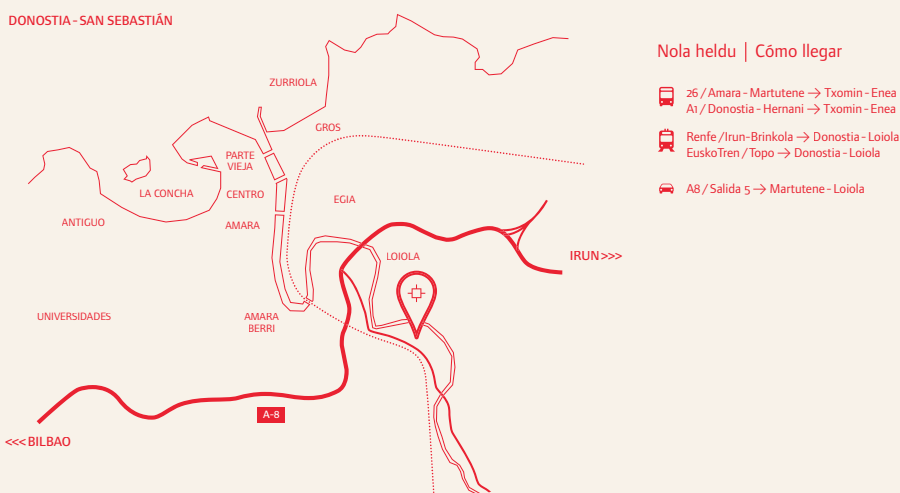 DONOSTIA - SAN SEBASTIÁN
Nola heldu | Cómo llegar
26 / Amara - Martutene → Txomin - Enea
A1 / Donostia - Hernani → Txomin - Enea
Renfe / Irun-Brinkola → Donostia - Loiola
EuskoTren / Topo → Donostia - Loiola
A8 / Salida 5 → Martutene - Loiola
ZURRIOLA
GROS
PARTE
VIEJA
LA CONCHA
CENTRO
EGIA
ANTIGUO
AMARA
LOIOLA
IRUN >>>
UNIVERSIDADES
AMARA
BERRI
A-8
<<< BILBAO